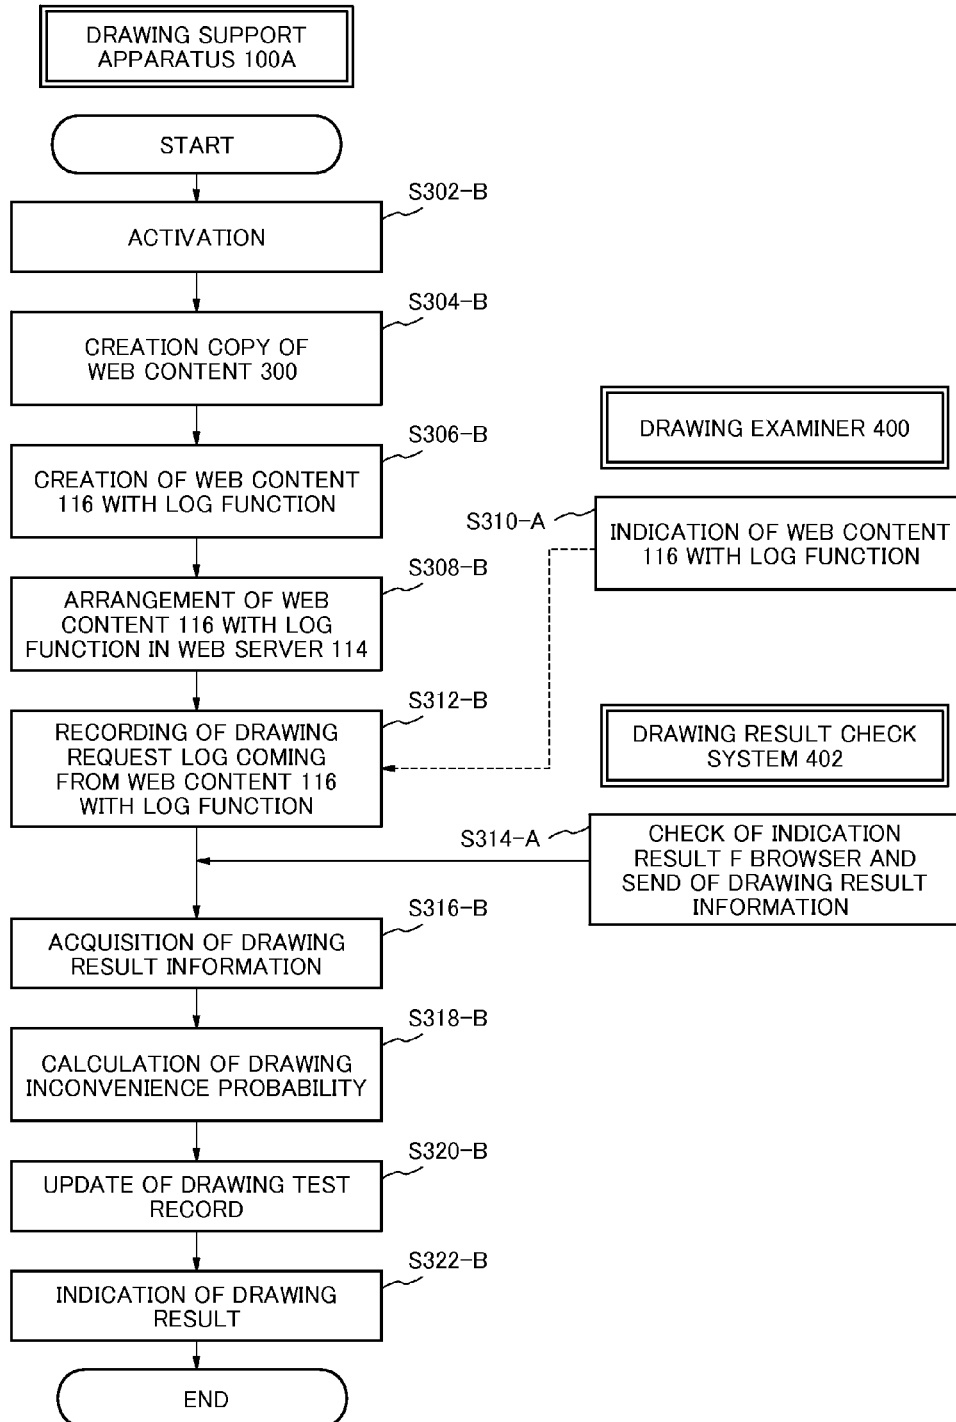 DRAWING SUPPORT
APPARATUS 100A
START
S302-B
ACTIVATION
S304-B
CREATION COPY OF
WEB CONTENT 300
S306-B
CREATION OF WEB CONTENT
116 WITH LOG FUNCTION
S308-B
ARRANGEMENT OF WEB
CONTENT 116 WITH LOG
FUNCTION IN WEB SERVER 114
S312-B
RECORDING OF DRAWING
REQUEST LOG COMING
FROM WEB CONTENT 116
WITH LOG FUNCTION
S316-B
ACQUISITION OF DRAWING
RESULT INFORMATION
S318-B
CALCULATION OF DRAWING
INCONVENIENCE PROBABILITY
S320-B
UPDATE OF DRAWING TEST
RECORD
S322-B
INDICATION OF DRAWING
RESULT
END
DRAWING EXAMINER 400
S310-A
INDICATION OF WEB CONTENT
116 WITH LOG FUNCTION
DRAWING RESULT CHECK
SYSTEM 402
S314-A
CHECK OF INDICATION
RESULT F BROWSER AND
SEND OF DRAWING RESULT
INFORMATION